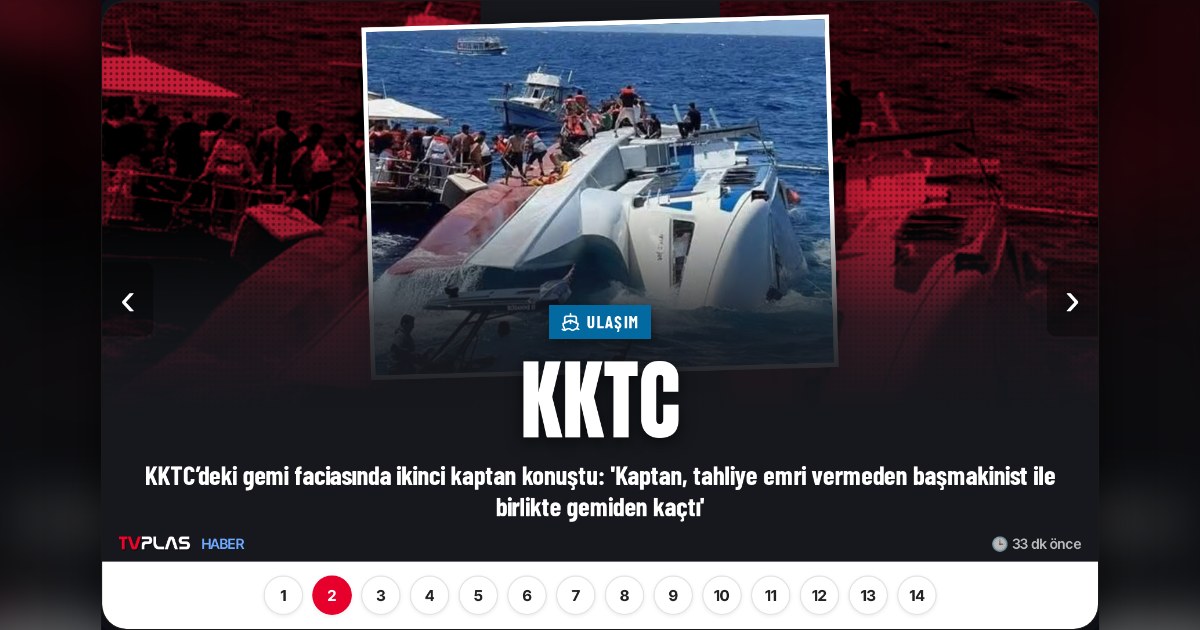 ULAŞIM
KKTC
KKTC'deki gemi faciasında ikinci kaptan konuştu: 'Kaptan, tahliye emri vermeden başmakinist ile
birlikte gemiden kaçtı'
TVPLAS HABER
33 dk önce
1 2 3 4 5 6 7 8 9 10 11 12 13 14